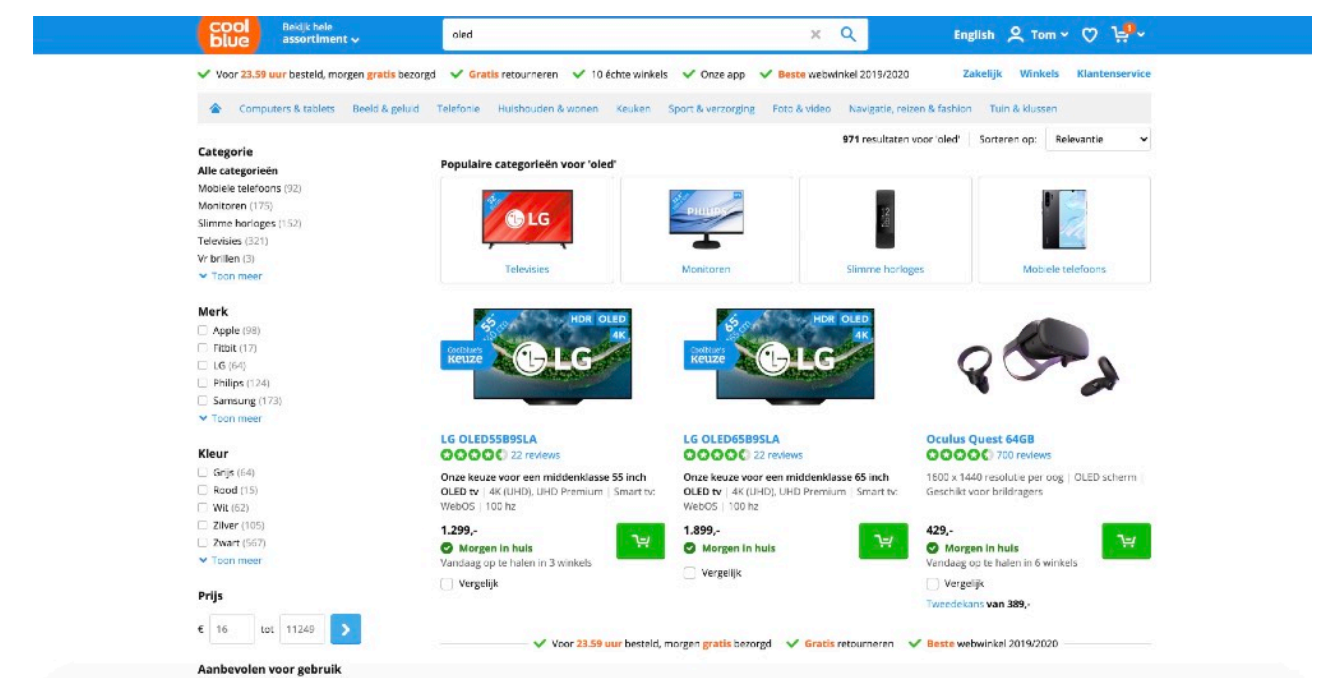 cool
blue
Bekijk hele
assortiment
oled
English
Tom
1
Voor 23.59 uur besteld, morgen gratis bezorgd
Gratis retourneren
10 échte winkels
Onze app
Beste webwinkel 2019/2020
Zakelijk
Winkels
Klantenservice
Computers & tablets
Beeld & geluid
Telefonie
Huishouden & wonen
Keuken
Sport & verzorging
Foto & video
Navigatie, reizen & fashion
Tuin & klussen
971 resultaten voor 'oled'
Sorteren op:
Relevantie
Categorie
Alle categorieën
Mobiele telefoons (92)
Monitoren (175)
Slimme horloges (152)
Televisies (321)
Vr brillen (3)
Toon meer
Merk
Apple (98)
Fitbit (17)
LG (64)
Philips (124)
Samsung (173)
Toon meer
Kleur
Grijs (64)
Rood (15)
Wit (62)
Zilver (105)
Zwart (567)
Toon meer
Prijs
€ 16 tot 11249
Aanbevolen voor gebruik
Populaire categorieën voor 'oled'
LG
Televisies
PHILIPS
Monitoren
Slimme horloges
Mobiele telefoons
55"
HDR OLED
4K
Coolblue's
Keuze
LG
LG OLED55B9SLA
22 reviews
Onze keuze voor een middenklasse 55 inch
OLED tv | 4K (UHD), UHD Premium | Smart tv:
WebOS | 100 hz
1.299,-
Morgen in huis
Vandaag op te halen in 3 winkels
Vergelijk
65"
HDR OLED
4K
Coolblue's
Keuze
LG
LG OLED65B9SLA
22 reviews
Onze keuze voor een middenklasse 65 inch
OLED tv | 4K (UHD), UHD Premium | Smart tv:
WebOS | 100 hz
1.899,-
Morgen in huis
Vergelijk
Oculus Quest 64GB
700 reviews
1600 x 1440 resolutie per oog | OLED scherm |
Geschikt voor brildragers
429,-
Morgen in huis
Vandaag op te halen in 6 winkels
Vergelijk
Tweedekans van 389,-
Voor 23.59 uur besteld, morgen gratis bezorgd
Gratis retourneren
Beste webwinkel 2019/2020